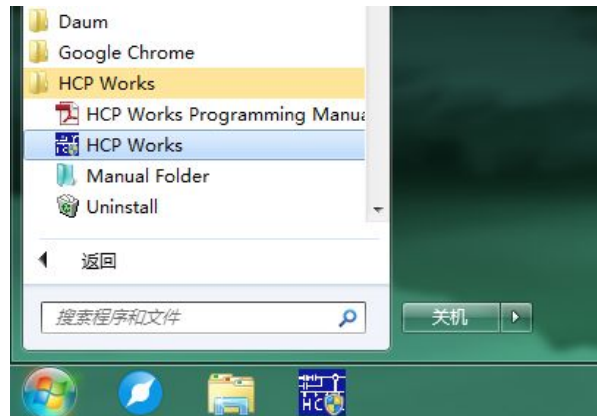 Daum
Google Chrome
HCP Works
HCP Works Programming Manua
HCP Works
Manual Folder
Uninstall
返回
搜索程序和文件
关机
HC